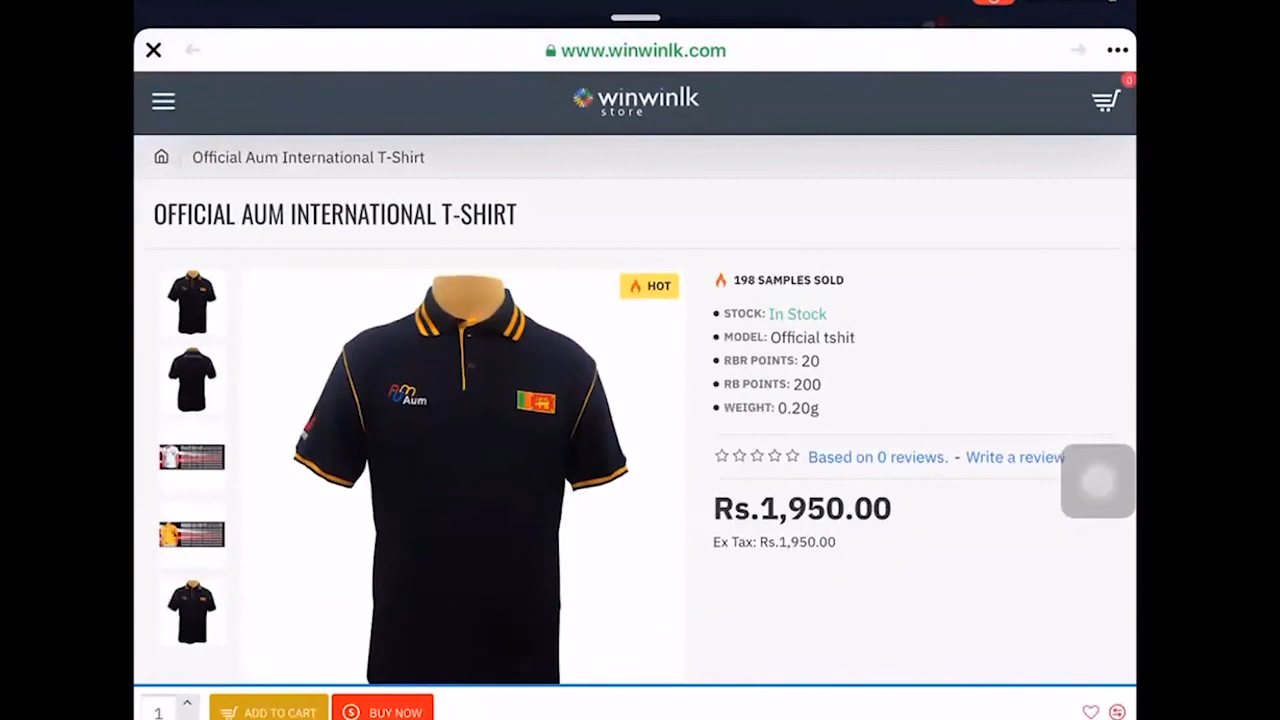 www.winwinlk.com
winwinlk
store
Official Aum International T-Shirt
OFFICIAL AUM INTERNATIONAL T-SHIRT
HOT
Aum
198 SAMPLES SOLD
STOCK: In Stock
MODEL: Official tshit
RBR POINTS: 20
RB POINTS: 200
WEIGHT: 0.20g
Based on 0 reviews. - Write a review
Rs.1,950.00
Ex Tax: Rs.1,950.00
1
ADD TO CART
BUY NOW